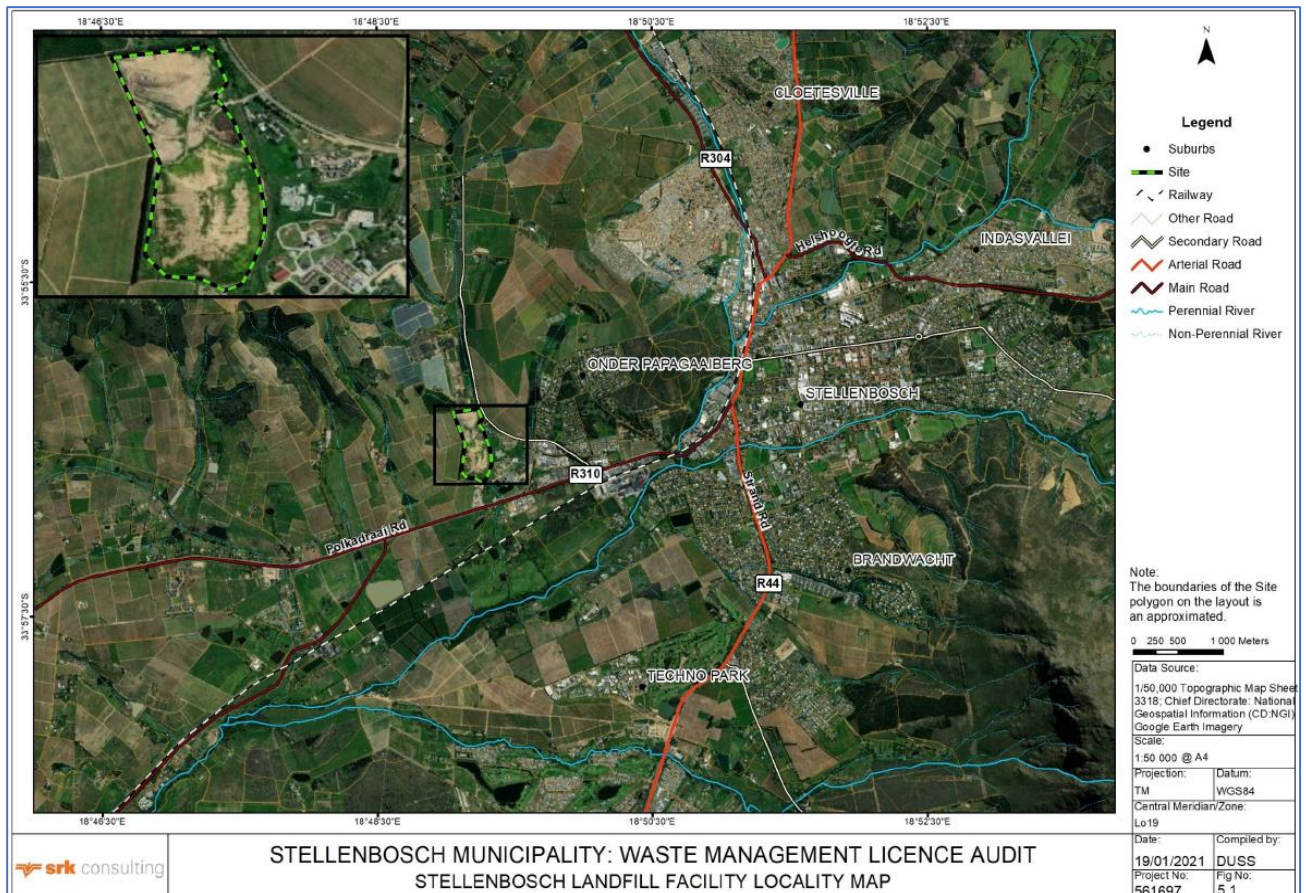 18°46'30"E
18°48'30"E
18°50'30"E
18°52'30"E
33°55'30"S
33°57'30"S
CLOETESVILLE
R304
Helshoogte Rd
INDASVALLEI
ONDER PAPAGAAIBERG
STELLENBOSCH
R310
Strand Rd
Polkadraai Rd
BRANDWACHT
R44
TECHNO PARK
18°46'30"E
18°48'30"E
18°50'30"E
18°52'30"E
N
Legend
Suburbs
Site
Railway
Other Road
Secondary Road
Arterial Road
Main Road
Perennial River
Non-Perennial River
Note:
The boundaries of the Site
polygon on the layout is
an approximated.
0 250 500 1 000 Meters
Data Source:
1/50,000 Topographic Map Sheet
3318; Chief Directorate: National
Geospatial Information (CD:NGI)
Google Earth Imagery
Scale:
1:50 000 @ A4
Projection: Datum:
TM WGS84
Central Meridian/Zone:
Lo19
Date: Compiled by:
19/01/2021 DUSS
Project No: Fig No:
561697 5.1
srk consulting
STELLENBOSCH MUNICIPALITY: WASTE MANAGEMENT LICENCE AUDIT
STELLENBOSCH LANDFILL FACILITY LOCALITY MAP